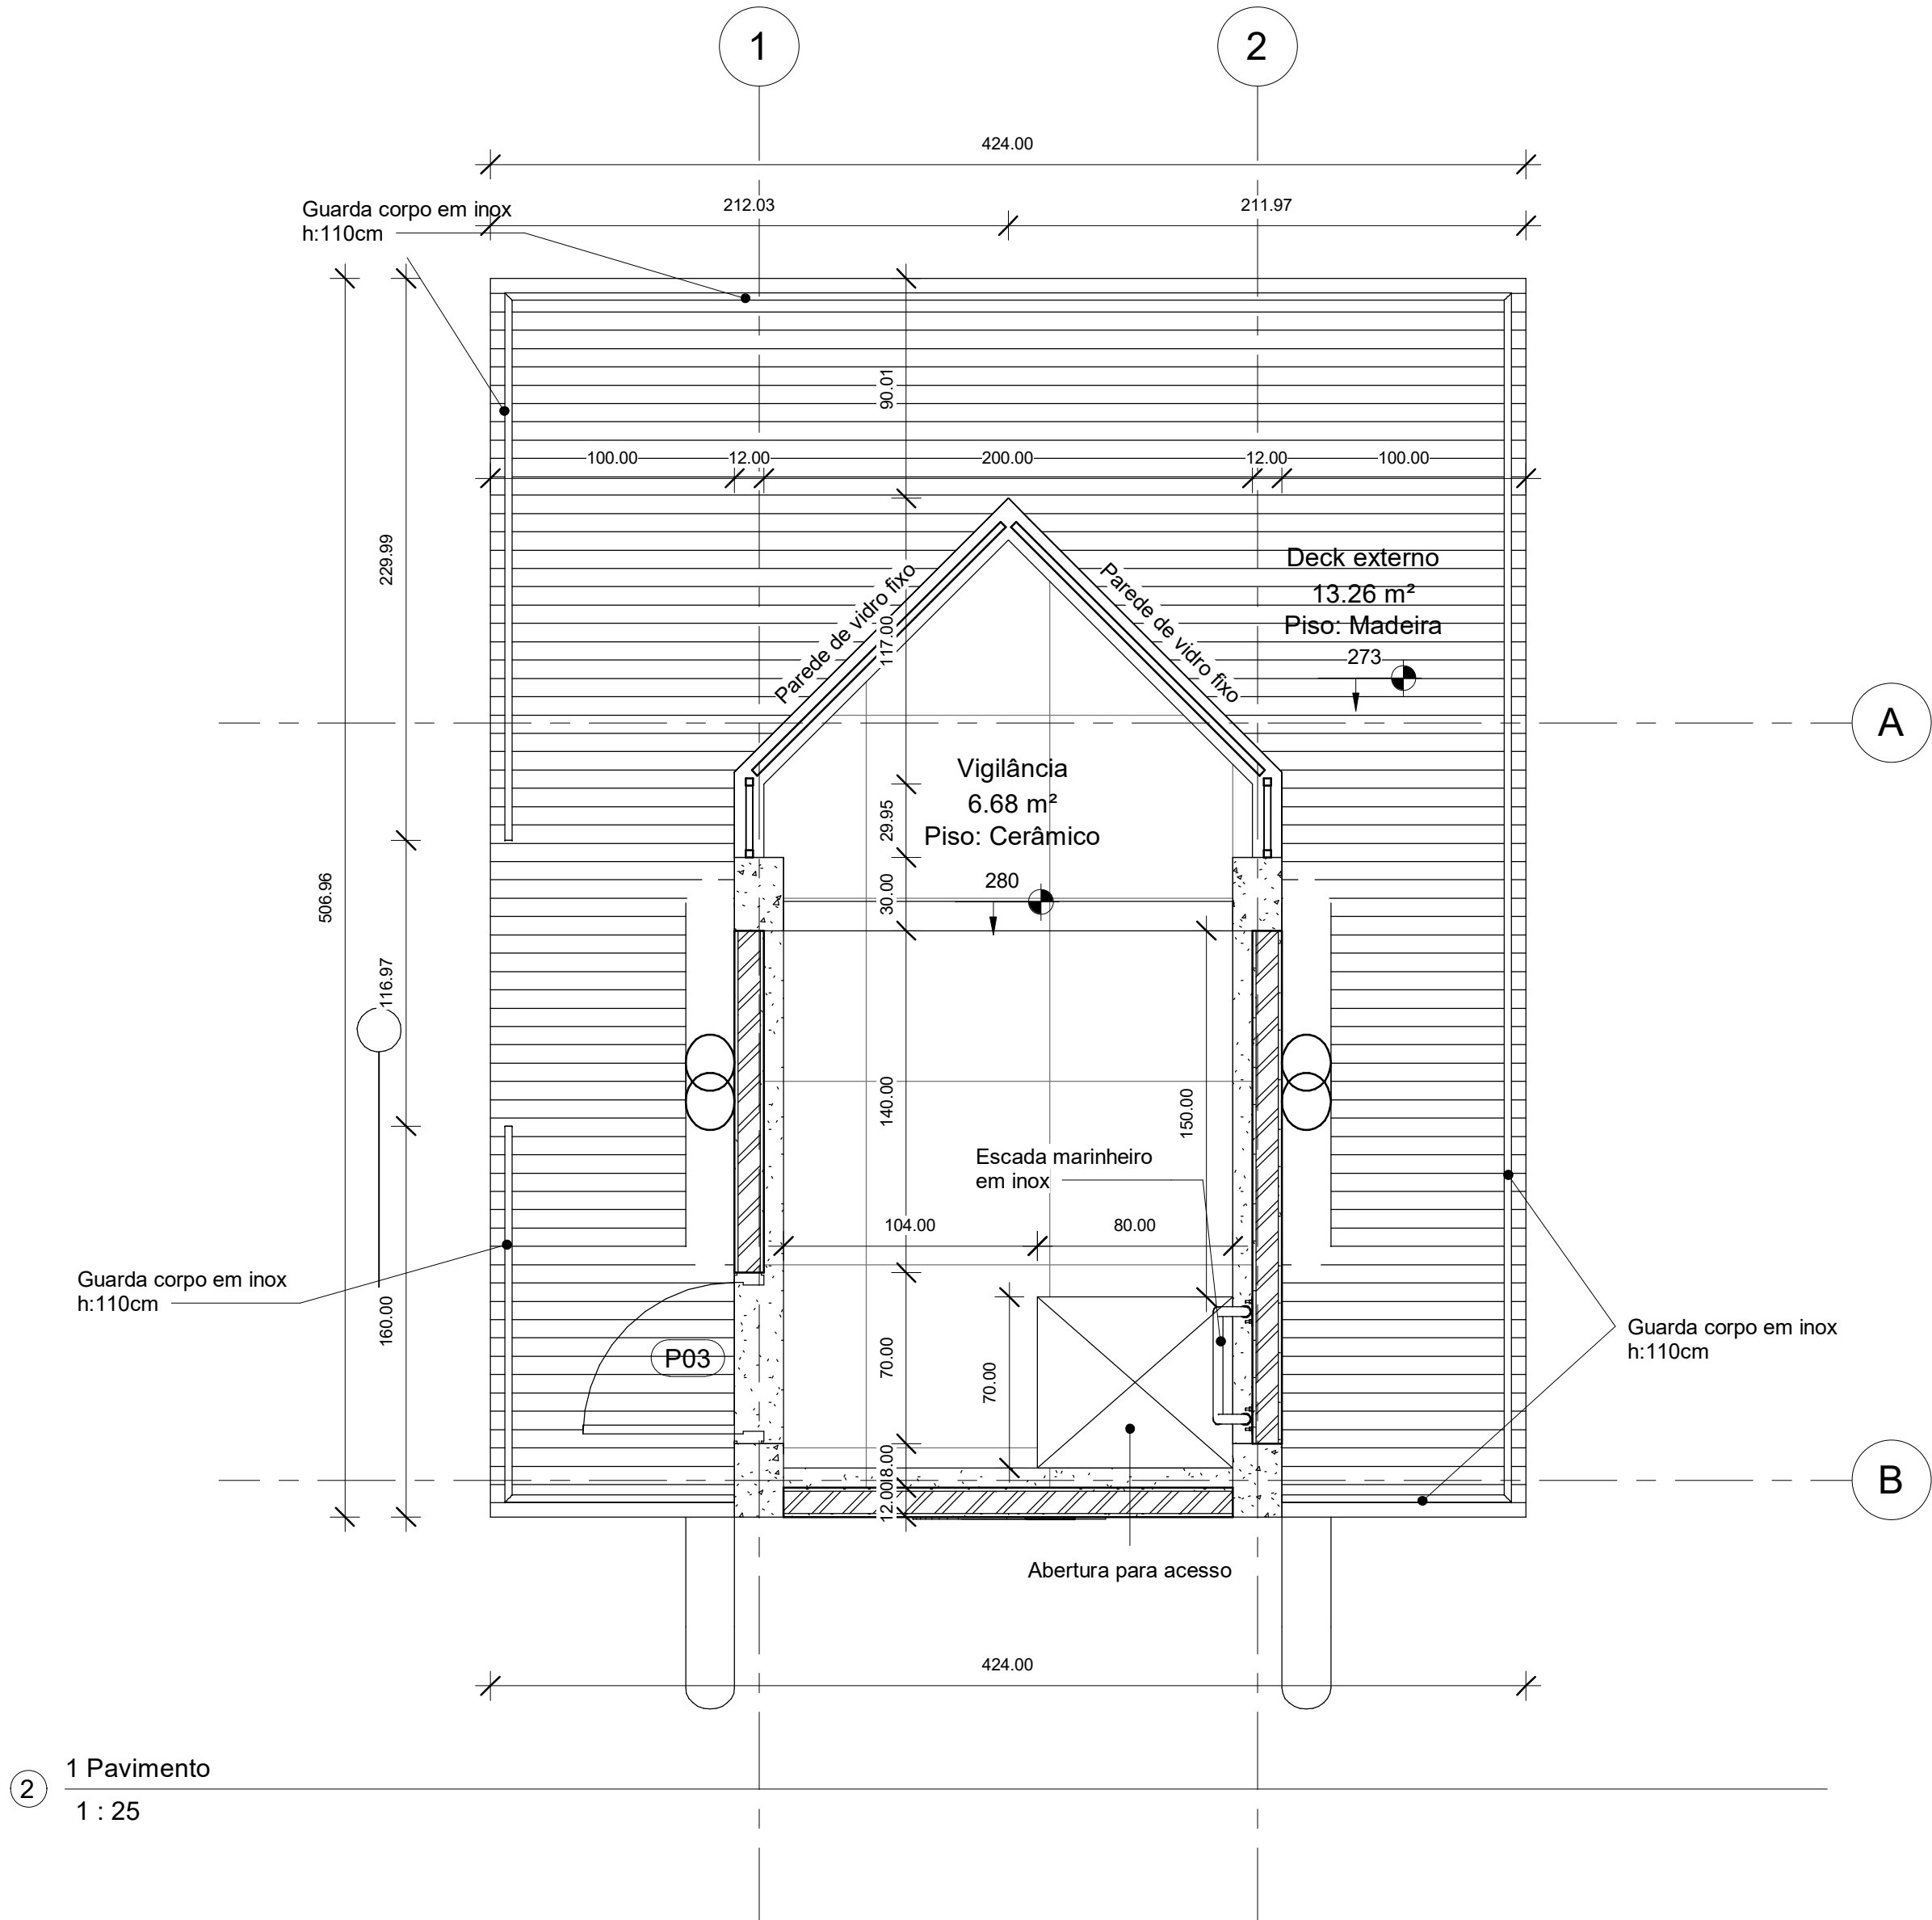 1
2
424.00
212.03
211.97
Guarda corpo em inox
h:110cm
90.01
100.00
12.00
200.00
12.00
100.00
229.99
506.96
Parede de vidro fixo
Parede de vidro fixo
117.00
Deck externo
13.26 m²
Piso: Madeira
273
A
Vigilância
6.68 m²
Piso: Cerâmico
29.95
280
30.00
116.97
140.00
150.00
Escada marinheiro
em inox
104.00
80.00
Guarda corpo em inox
h:110cm
160.00
P03
70.00
70.00
Guarda corpo em inox
h:110cm
8.00
12.00
B
Abertura para acesso
424.00
2
1 Pavimento
1 : 25